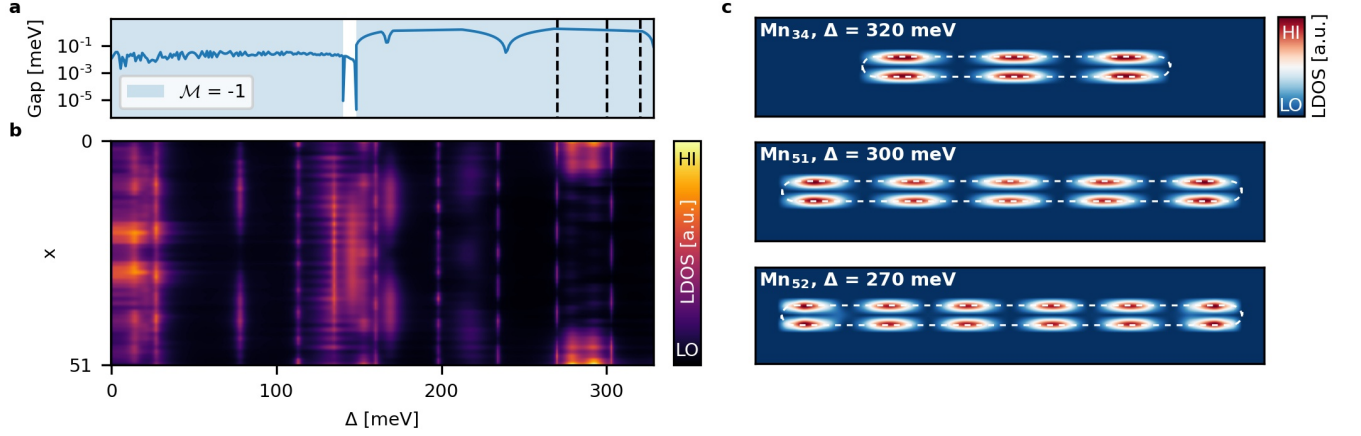 a
Gap [meV]
10⁻¹
10⁻³
10⁻⁵
ℳ = -1
b
x
0
51
0
100
200
300
Δ [meV]
HI
LDOS [a.u.]
LO
c
Mn₃₄, Δ = 320 meV
HI
LO
LDOS [a.u.]
Mn₅₁, Δ = 300 meV
Mn₅₂, Δ = 270 meV